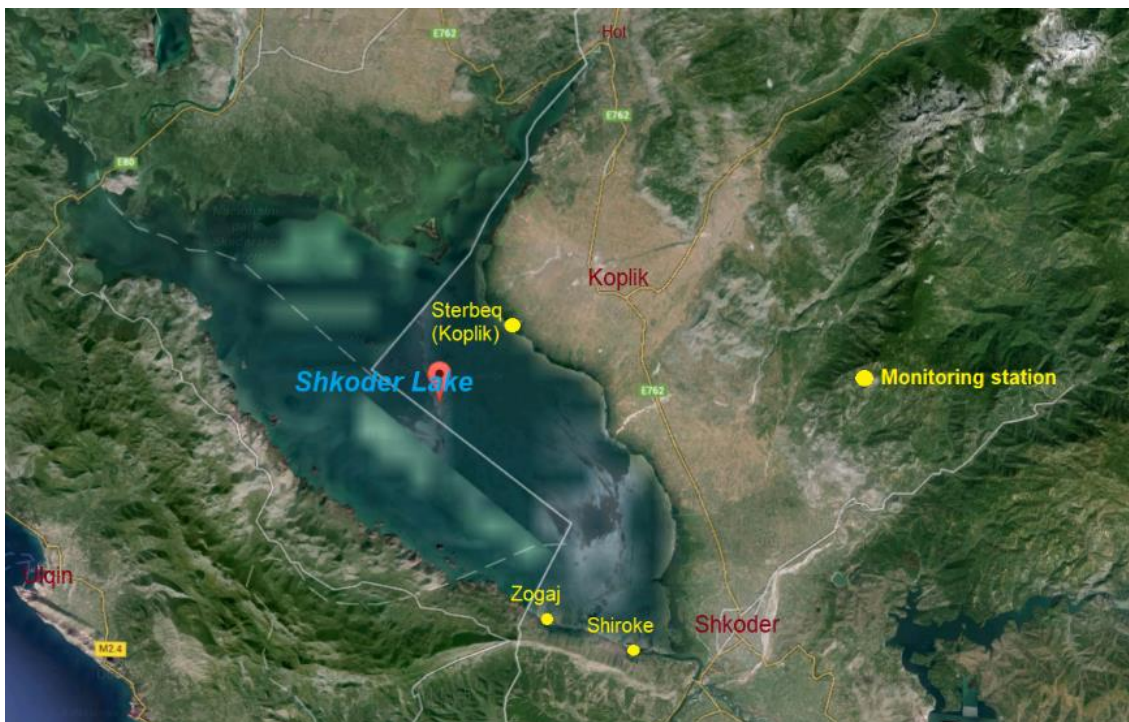 Hot
E762
E762
E80
Koplik
Sterbeq
(Koplik)
Shkoder Lake
Monitoring station
E762
Ulqin
Zogaj
Shiroke
Shkoder
M2.4